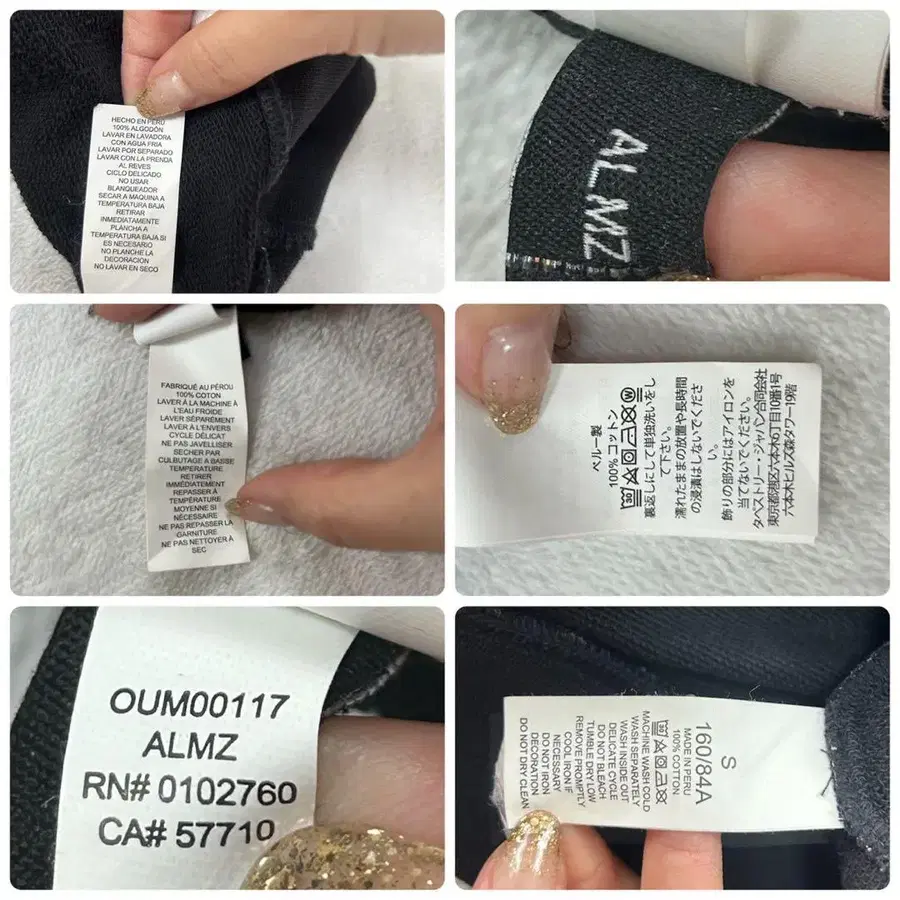 HECHO EN PERÚ
100% ALGODÓN
LAVAR EN LAVADORA
CON AGUA FRIA
LAVAR POR SEPARADO
LAVAR CON LA PRENDA
AL REVES
CICLO DELICADO
NO USAR
BLANQUEADOR
SECAR A MAQUINA A
TEMPERATURA BAJA
RETIRAR
INMEDIATAMENTE
PLANCHA A
TEMPERATURA BAJA SI
ES NECESARIO
NO PLANCHE LA
DECORACIÓN
NO LAVAR EN SECO
ALMZ
FABRIQUÉ AU PÉROU
100% COTON
LAVER À LA MACHINE À
L'EAU FROIDE
LAVER SÉPARÉMENT
LAVER À L'ENVERS
CYCLE DÉLICAT
NE PAS JAVELLISER
SECHER PAR
CULBUTAGE A BASSE
TEMPERATURE
RETIRER
IMMÉDIATEMENT
REPASSER À
TEMPÉRATURE
MOYENNE SI
NÉCESSAIRE
NE PAS REPASSER LA
GARNITURE
NE PAS NETTOYER À
SEC
ペルー製
100% コットン
裏返しにして単独洗いをし
て下さい。
濡れたままの放置や長時間
の浸漬はしないでくださ
い。
飾りの部分にはアイロンを
当てないでください。
タペストリー・ジャパン合同会社
東京都港区六本木6丁目10番1号
六本木ヒルズ森タワー19階
OUM00117
ALMZ
RN# 0102760
CA# 57710
S
160/84A
MADE IN PERU
100% COTTON
MACHINE WASH COLD
WASH SEPARATELY
WASH INSIDE OUT
DELICATE CYCLE
DO NOT BLEACH
TUMBLE DRY LOW
REMOVE PROMPTLY
COOL IRON IF
NECESSARY
DO NOT IRON
DECORATION
DO NOT DRY CLEAN